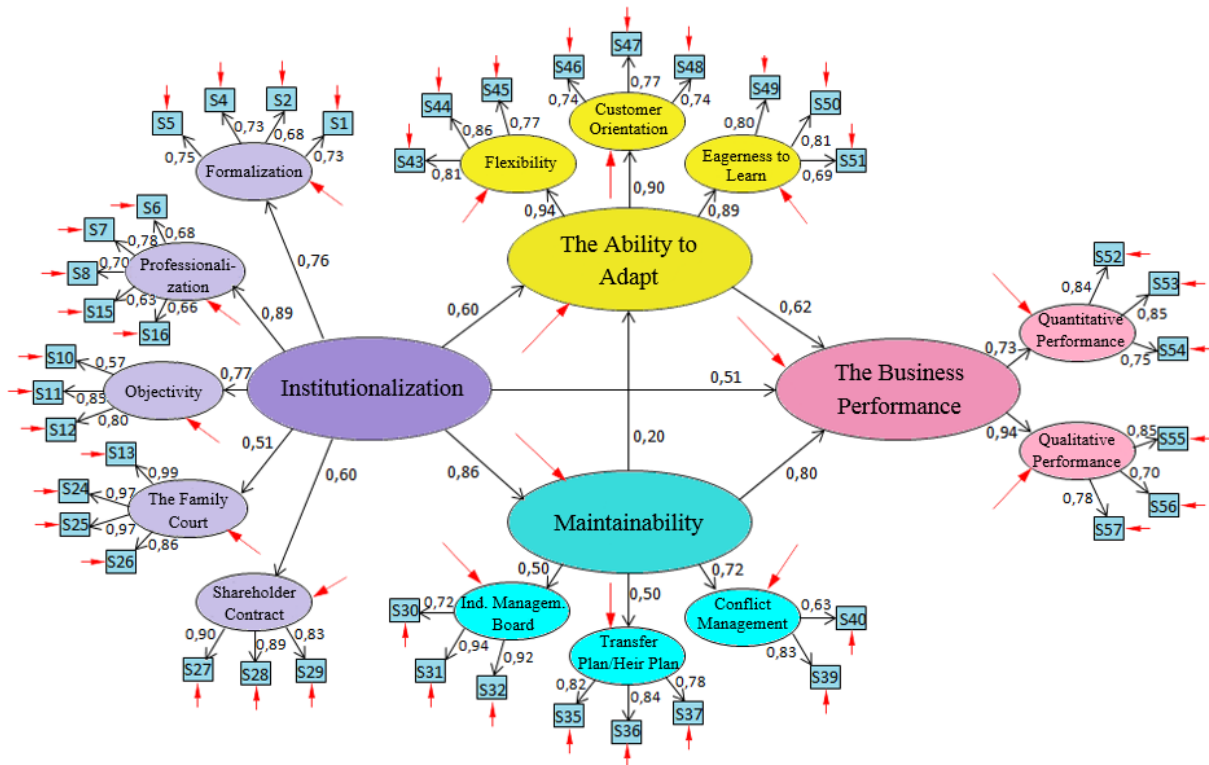 S47
S46
S48
S4
S2
S49
S45
S50
S5
S1
S44
0,77
0,74
0,74
Customer
Orientation
0,73
0,68
0,86
0,77
0,80
0,81
S43
S51
0,75
0,73
Formalization
Flexibility
0,81
Eagerness to
Learn
0,69
0,94
0,90
0,89
S6
S7
0,68
0,78
S8
0,70
Professionali-
zation
0,63
0,66
S15
S16
0,76
0,89
The Ability to
Adapt
0,60
0,62
S52
S53
0,84
0,85
Quantitative
Performance
0,73
0,75
S54
S10
0,57
S11
0,85
Objectivity
0,77
S12
0,80
Institutionalization
0,51
The Business
Performance
0,94
Qualitative
Performance
0,85
S55
0,70
S56
0,78
S57
0,51
0,60
0,86
0,20
0,80
S13
0,99
S24
0,97
The Family
Court
S25
0,97
0,86
S26
Maintainability
0,50
0,50
0,72
Shareholder
Contract
0,90
0,89
0,83
S27
S28
S29
S30
0,72
Ind. Managem.
Board
0,94
0,92
S31
S32
Transfer
Plan/Heir Plan
0,82
0,84
0,78
S35
S36
S37
Conflict
Management
0,63
S40
0,83
S39